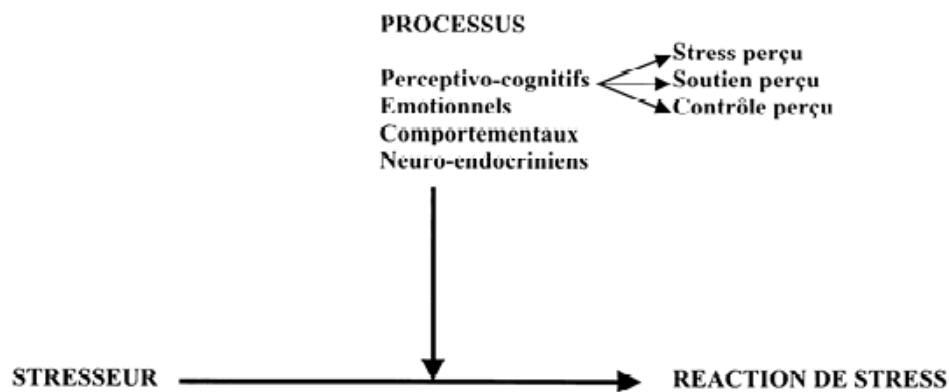 PROCESSUS
Perceptivo-cognitifs
Stress perçu
Soutien perçu
Contrôle perçu
Emotionnels
Comportementaux
Neuro-endocriniens
STRESSEUR
REACTION DE STRESS